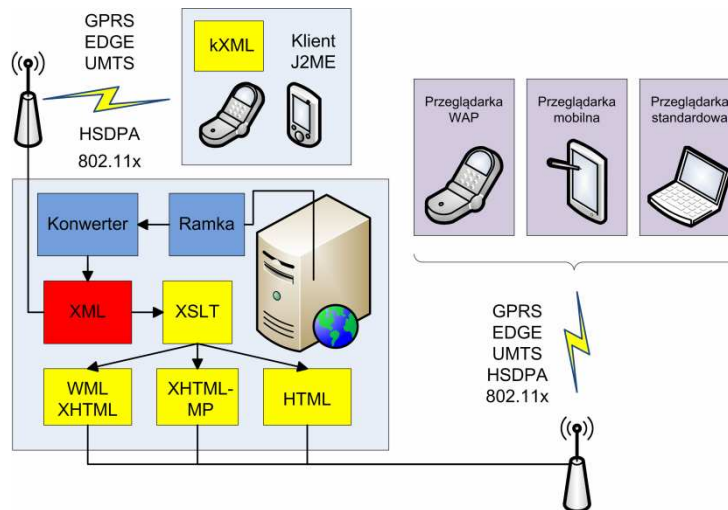 GPRS
EDGE
UMTS
HSDPA
802.11x
kXML
Klient
J2ME
Przeglądarka
WAP
Przeglądarka
mobilna
Przeglądarka
standardowa
Konwerter
Ramka
XML
XSLT
WML
XHTML
XHTML-
MP
HTML
GPRS
EDGE
UMTS
HSDPA
802.11x